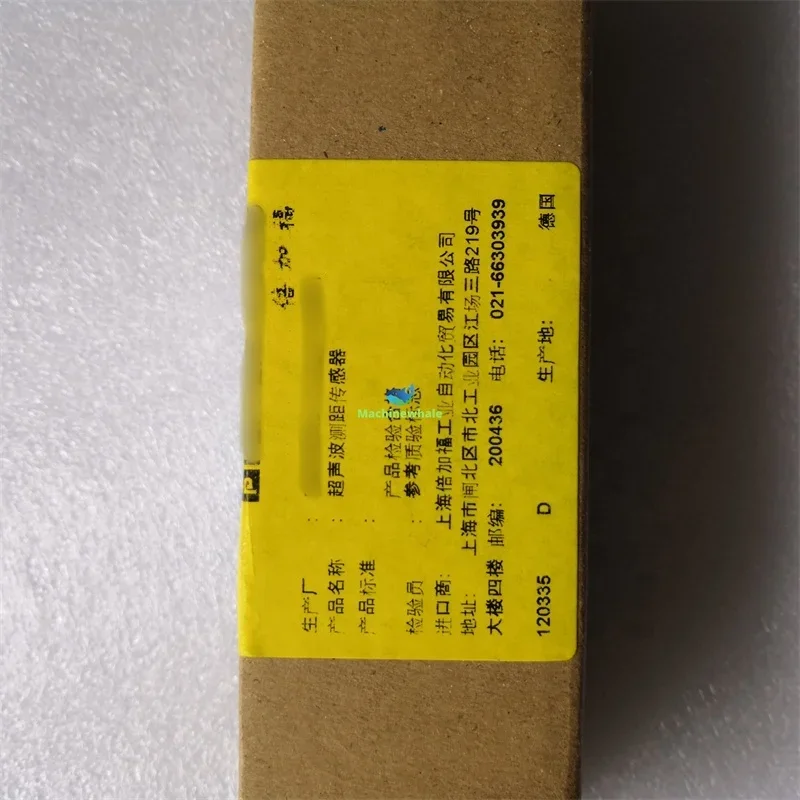 倍加福
生产厂 :
产品名称 : 超声波测距传感器
产品标准 :
产品检验
检验员 : 参考质验标志
进口商: 上海倍加福工业自动化贸易有限公司
地址: 上海市闸北区市北工业园区江场三路219号
大楼四楼 邮编: 200436 电话: 021-66303939
120335 D 生产地: 德国
Machinewhale